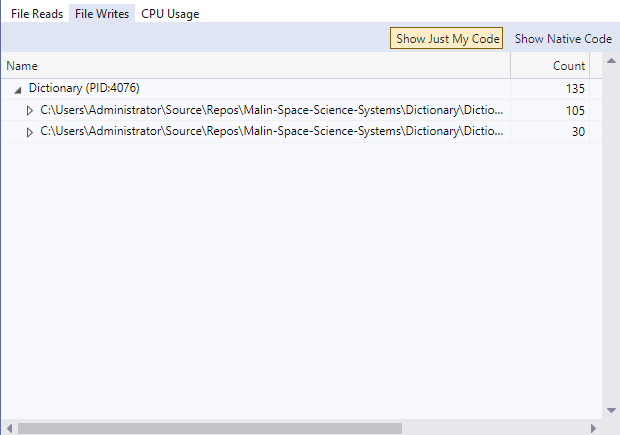 File Reads File Writes CPU Usage
Show Just My Code Show Native Code
Name Count
Dictionary (PID:4076) 135
C:\Users\Administrator\Source\Repos\Malin-Space-Science-Systems\Dictionary\Dictio... 105
C:\Users\Administrator\Source\Repos\Malin-Space-Science-Systems\Dictionary\Dictio... 30